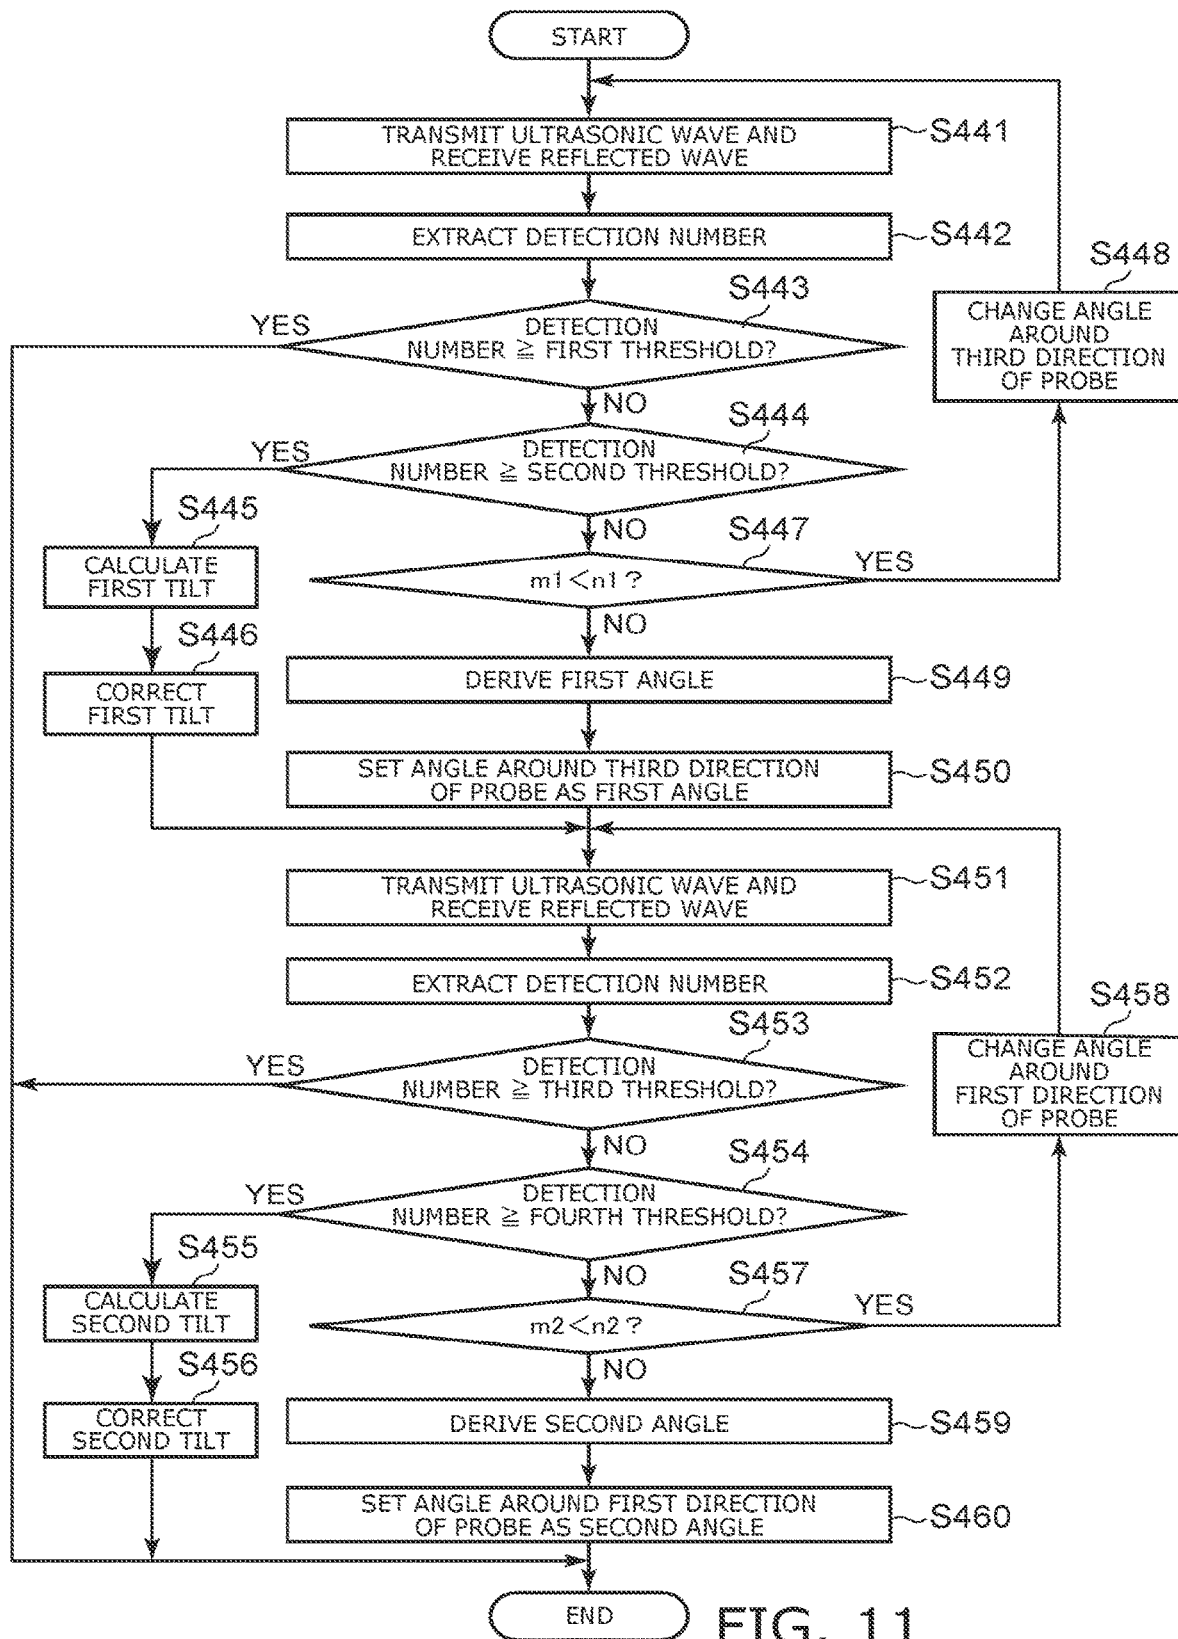 START
TRANSMIT ULTRASONIC WAVE AND
RECEIVE REFLECTED WAVE
S441
EXTRACT DETECTION NUMBER
S442
S443
DETECTION
NUMBER ≧ FIRST THRESHOLD?
YES
NO
S448
CHANGE ANGLE
AROUND
THIRD DIRECTION
OF PROBE
S444
DETECTION
NUMBER ≧ SECOND THRESHOLD?
YES
NO
S445
CALCULATE
FIRST TILT
S447
m1＜n1？
YES
NO
S446
CORRECT
FIRST TILT
DERIVE FIRST ANGLE
S449
SET ANGLE AROUND THIRD DIRECTION
OF PROBE AS FIRST ANGLE
S450
TRANSMIT ULTRASONIC WAVE AND
RECEIVE REFLECTED WAVE
S451
EXTRACT DETECTION NUMBER
S452
S453
DETECTION
NUMBER ≧ THIRD THRESHOLD?
YES
NO
S458
CHANGE ANGLE
AROUND
FIRST DIRECTION
OF PROBE
S454
DETECTION
NUMBER ≧ FOURTH THRESHOLD?
YES
NO
S455
CALCULATE
SECOND TILT
S457
m2＜n2？
YES
NO
S456
CORRECT
SECOND TILT
DERIVE SECOND ANGLE
S459
SET ANGLE AROUND FIRST DIRECTION
OF PROBE AS SECOND ANGLE
S460
END
FIG. 11